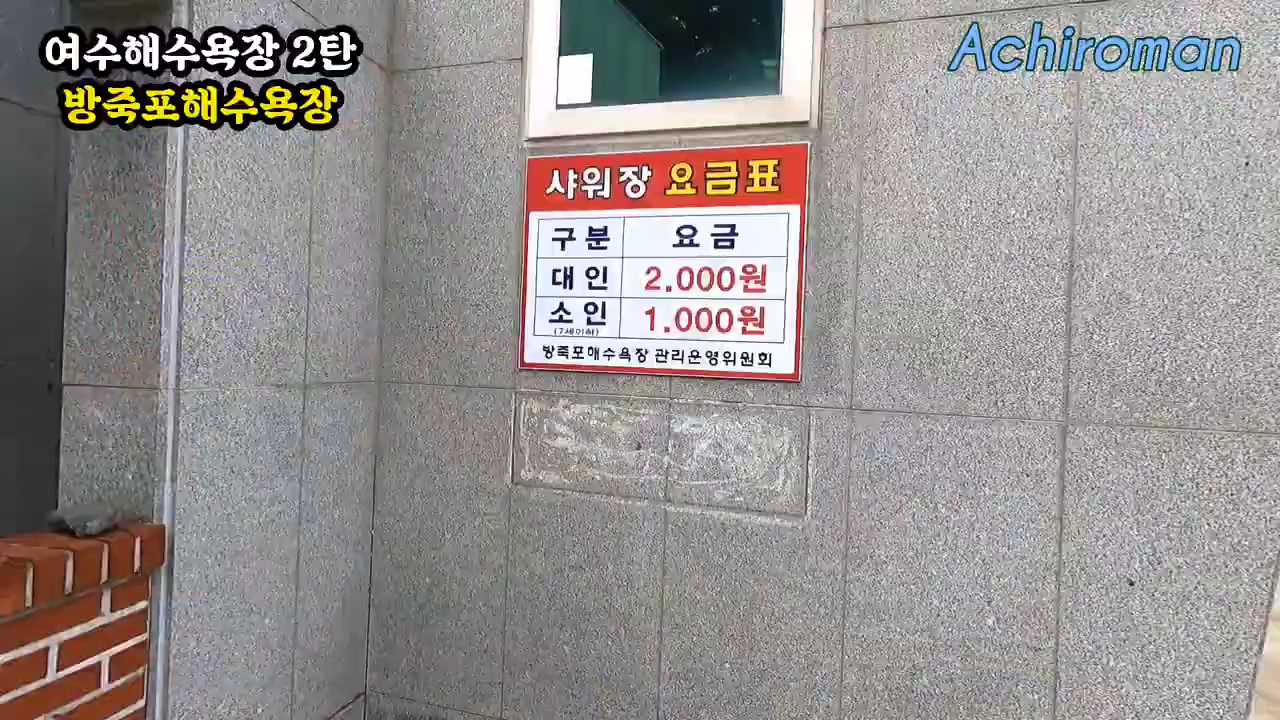 여수해수욕장 2탄
방죽포해수욕장
Achiroman
샤워장 요금표
구분 요금
대인 2.000원
소인 1.000원
(7세이하)
방죽포해수욕장 관리운영위원회